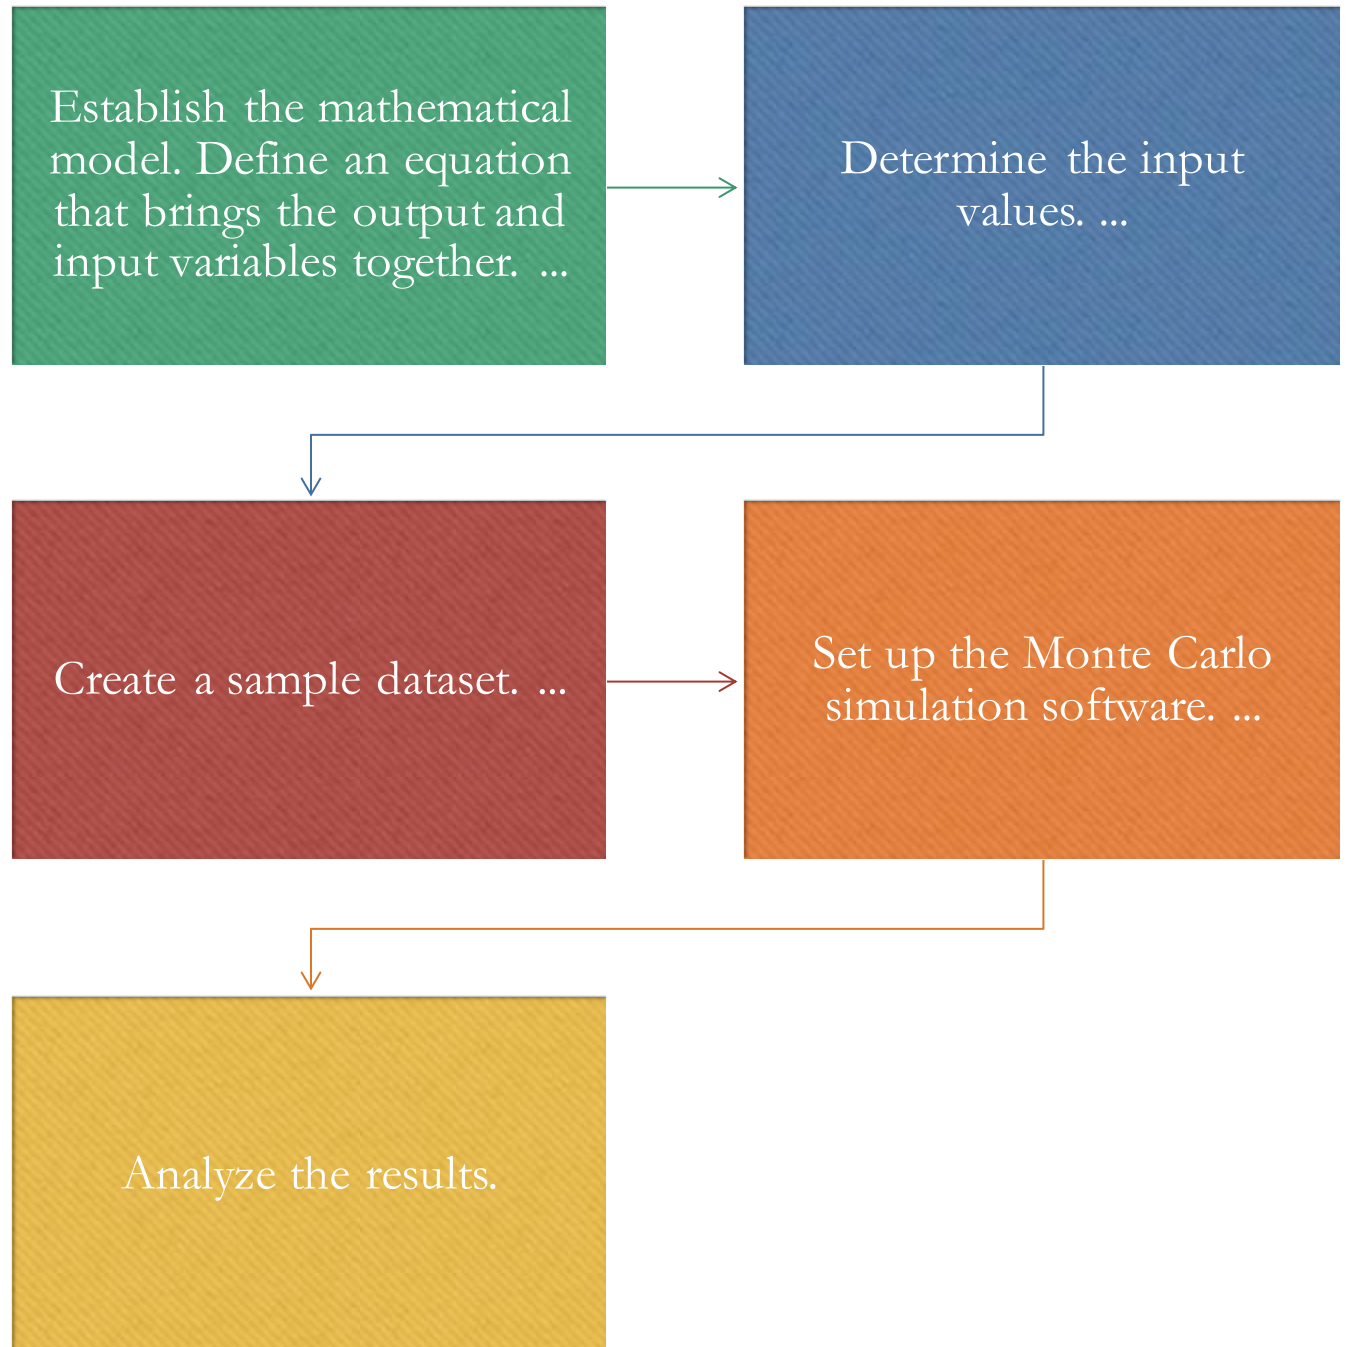 Establish the mathematical
model. Define an equation
that brings the output and
input variables together. ...
Determine the input
values. ...
Create a sample dataset. ...
Set up the Monte Carlo
simulation software. ...
Analyze the results.